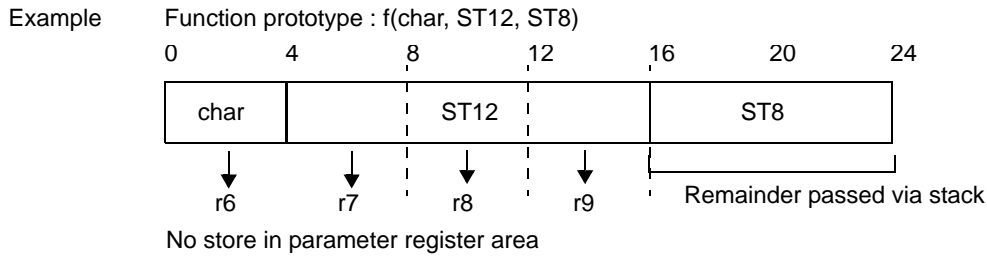 Example Function prototype : f(char, ST12, ST8)
0 4 8 12 16 20 24
char ST12 ST8
r6 r7 r8 r9 Remainder passed via stack
No store in parameter register area